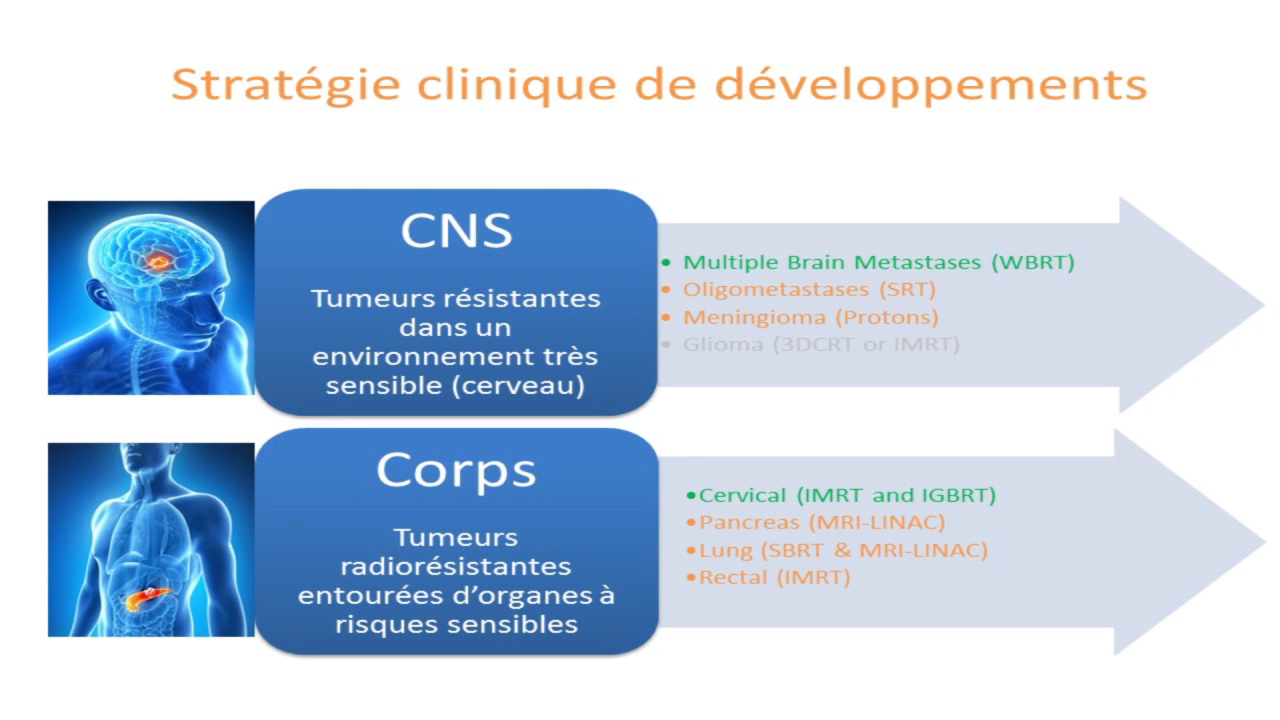 Stratégie clinique de développements
CNS
Tumeurs résistantes
dans un
environnement très
sensible (cerveau)
• Multiple Brain Metastases (WBRT)
• Oligometastases (SRT)
• Meningioma (Protons)
• Glioma (3DCRT or IMRT)
Corps
Tumeurs
radiorésistantes
entourées d’organes à
risques sensibles
•Cervical (IMRT and IGBRT)
•Pancreas (MRI-LINAC)
•Lung (SBRT & MRI-LINAC)
•Rectal (IMRT)